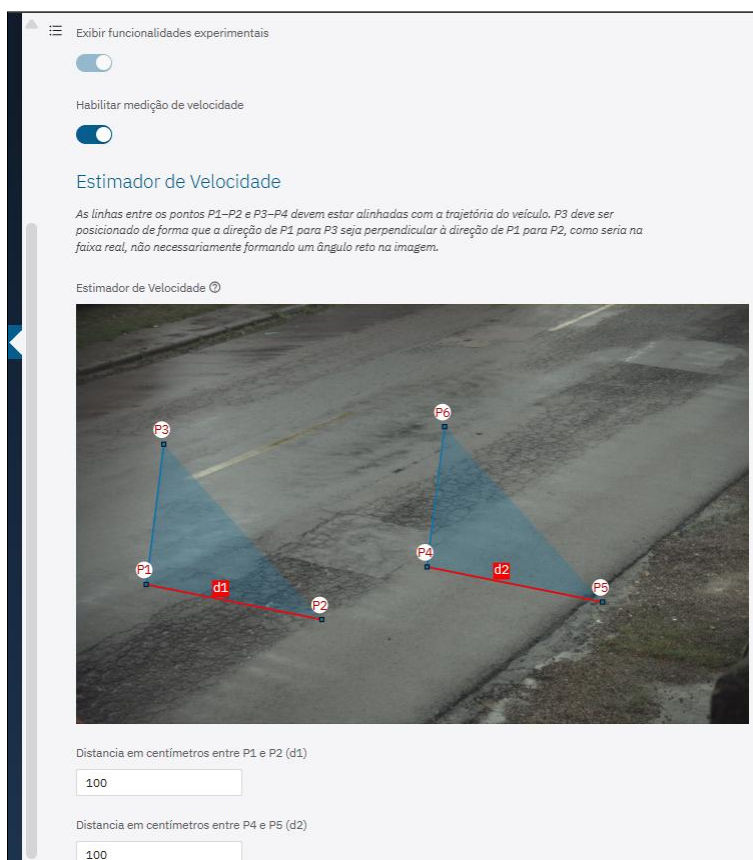 Exibir funcionalidades experimentais
Habilitar medição de velocidade
Estimador de Velocidade
As linhas entre os pontos P1–P2 e P3–P4 devem estar alinhadas com a trajetória do veículo. P3 deve ser
posicionado de forma que a direção de P1 para P3 seja perpendicular à direção de P1 para P2, como seria na
faixa real, não necessariamente formando um ângulo reto na imagem.
Estimador de Velocidade
P6
P3
P4
P1
d2
d1
P5
P2
Distancia em centímetros entre P1 e P2 (d1)
100
Distancia em centímetros entre P4 e P5 (d2)
100